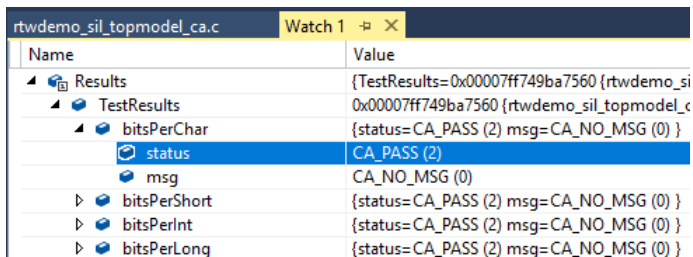 rtwdemo_sil_topmodel_ca.c Watch 1
Name Value
Results {TestResults=0x00007ff749ba7560 {rtwdemo_si
TestResults 0x00007ff749ba7560 {rtwdemo_sil_topmodel_c
bitsPerChar {status=CA_PASS (2) msg=CA_NO_MSG (0) }
status CA_PASS (2)
msg CA_NO_MSG (0)
bitsPerShort {status=CA_PASS (2) msg=CA_NO_MSG (0) }
bitsPerInt {status=CA_PASS (2) msg=CA_NO_MSG (0) }
bitsPerLong {status=CA_PASS (2) msg=CA_NO_MSG (0) }